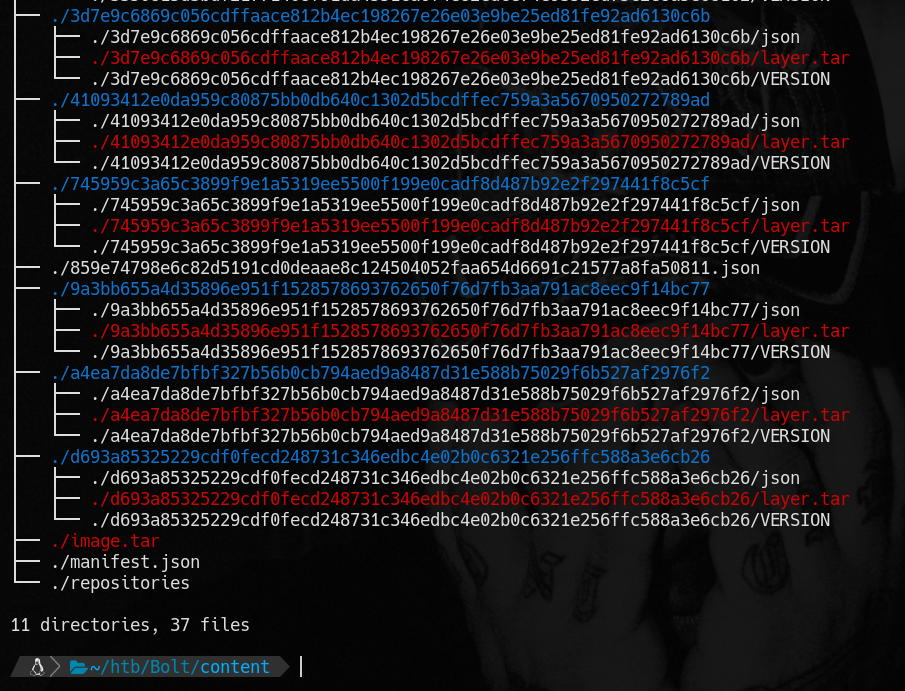 ./3d7e9c6869c056cdffaace812b4ec198267e26e03e9be25ed81fe92ad6130c6b
./3d7e9c6869c056cdffaace812b4ec198267e26e03e9be25ed81fe92ad6130c6b/json
./3d7e9c6869c056cdffaace812b4ec198267e26e03e9be25ed81fe92ad6130c6b/layer.tar
./3d7e9c6869c056cdffaace812b4ec198267e26e03e9be25ed81fe92ad6130c6b/VERSION
./41093412e0da959c80875bb0db640c1302d5bcdffec759a3a5670950272789ad
./41093412e0da959c80875bb0db640c1302d5bcdffec759a3a5670950272789ad/json
./41093412e0da959c80875bb0db640c1302d5bcdffec759a3a5670950272789ad/layer.tar
./41093412e0da959c80875bb0db640c1302d5bcdffec759a3a5670950272789ad/VERSION
./745959c3a65c3899f9e1a5319ee5500f199e0cadf8d487b92e2f297441f8c5cf
./745959c3a65c3899f9e1a5319ee5500f199e0cadf8d487b92e2f297441f8c5cf/json
./745959c3a65c3899f9e1a5319ee5500f199e0cadf8d487b92e2f297441f8c5cf/layer.tar
./745959c3a65c3899f9e1a5319ee5500f199e0cadf8d487b92e2f297441f8c5cf/VERSION
./859e74798e6c82d5191cd0deaae8c124504052faa654d6691c21577a8fa50811.json
./9a3bb655a4d35896e951f1528578693762650f76d7fb3aa791ac8eec9f14bc77
./9a3bb655a4d35896e951f1528578693762650f76d7fb3aa791ac8eec9f14bc77/json
./9a3bb655a4d35896e951f1528578693762650f76d7fb3aa791ac8eec9f14bc77/layer.tar
./9a3bb655a4d35896e951f1528578693762650f76d7fb3aa791ac8eec9f14bc77/VERSION
./a4ea7da8de7bfbf327b56b0cb794aed9a8487d31e588b75029f6b527af2976f2
./a4ea7da8de7bfbf327b56b0cb794aed9a8487d31e588b75029f6b527af2976f2/json
./a4ea7da8de7bfbf327b56b0cb794aed9a8487d31e588b75029f6b527af2976f2/layer.tar
./a4ea7da8de7bfbf327b56b0cb794aed9a8487d31e588b75029f6b527af2976f2/VERSION
./d693a85325229cdf0fecd248731c346edbc4e02b0c6321e256ffc588a3e6cb26
./d693a85325229cdf0fecd248731c346edbc4e02b0c6321e256ffc588a3e6cb26/json
./d693a85325229cdf0fecd248731c346edbc4e02b0c6321e256ffc588a3e6cb26/layer.tar
./d693a85325229cdf0fecd248731c346edbc4e02b0c6321e256ffc588a3e6cb26/VERSION
./image.tar
./manifest.json
./repositories
11 directories, 37 files
~/htb/Bolt/content